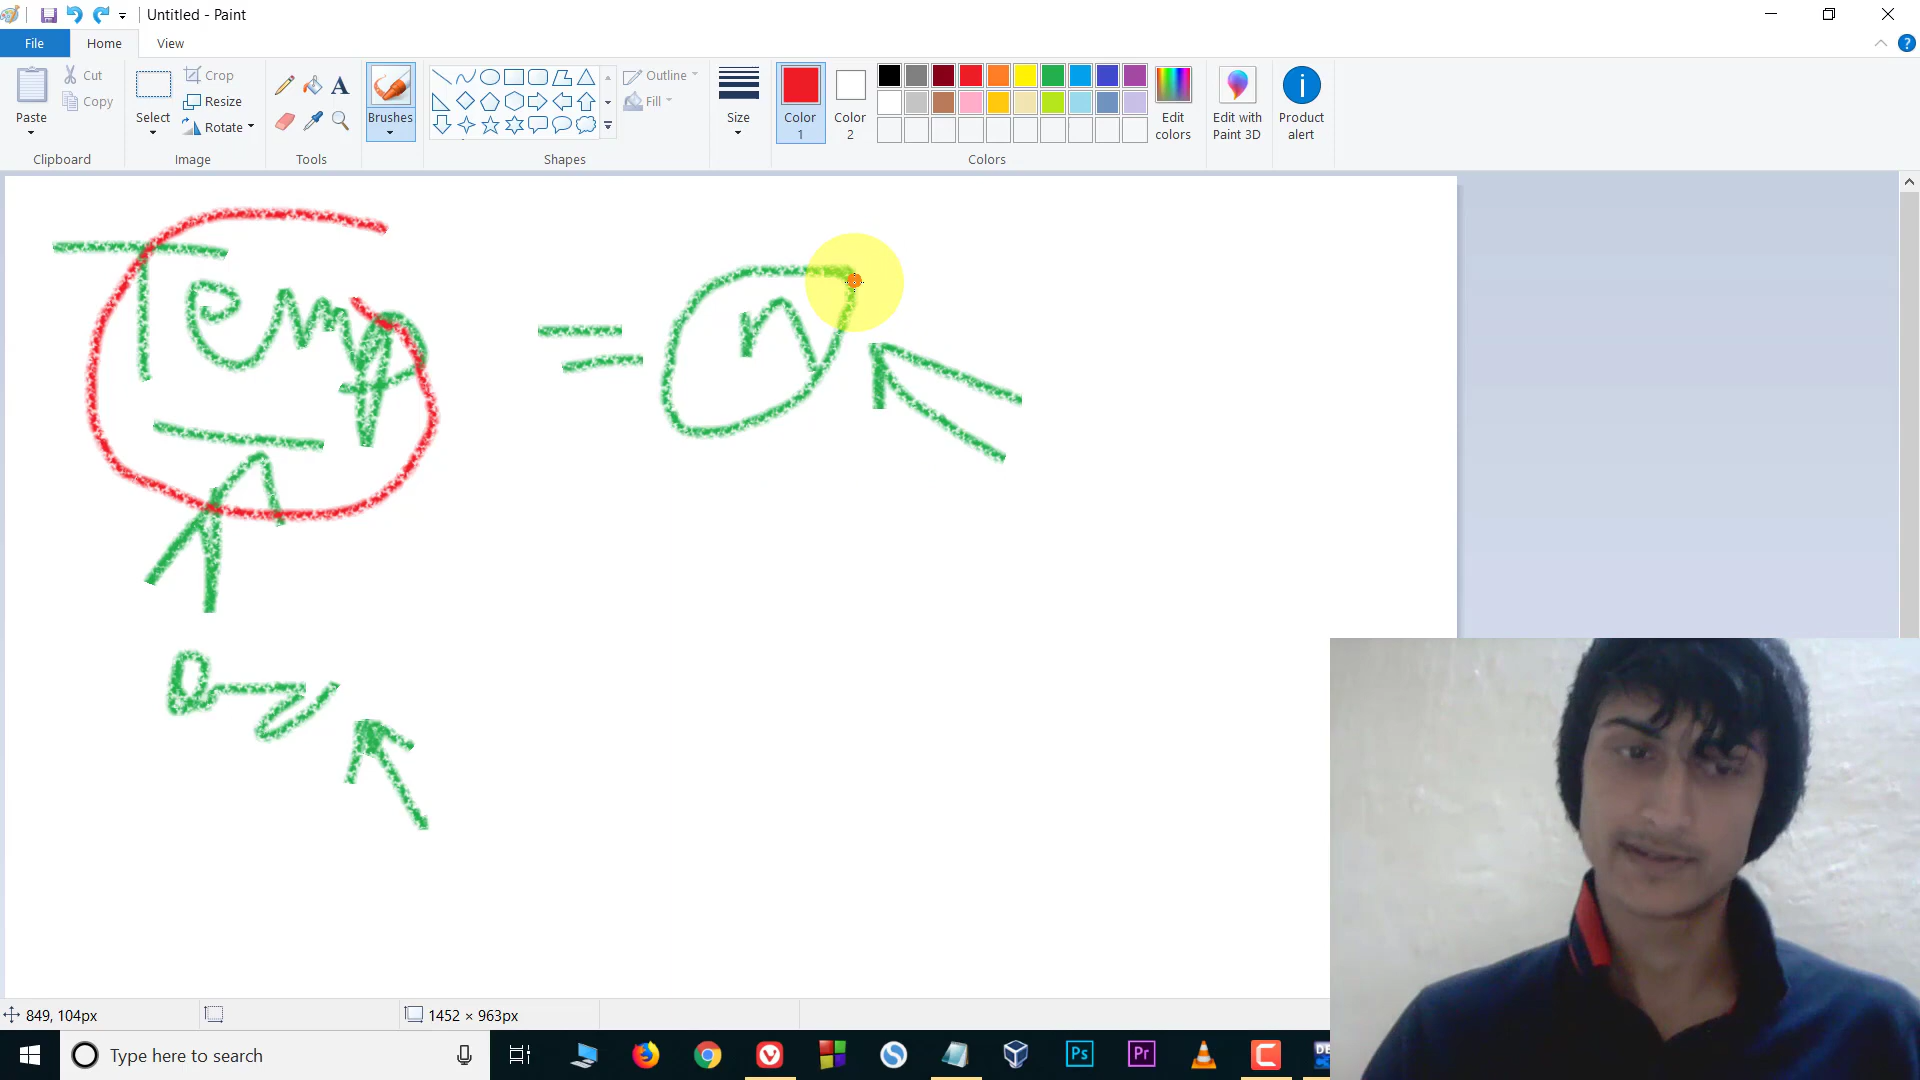 Untitled - Paint
File Home View
Cut Crop Outline
Copy Resize Fill
Paste Select Rotate Brushes Size Color 1 Color 2 Edit colors Edit with Paint 3D Product alert
Clipboard Image Tools Shapes Colors
Temp = n
849, 104px 1452 × 963px
Type here to search Ps Pr